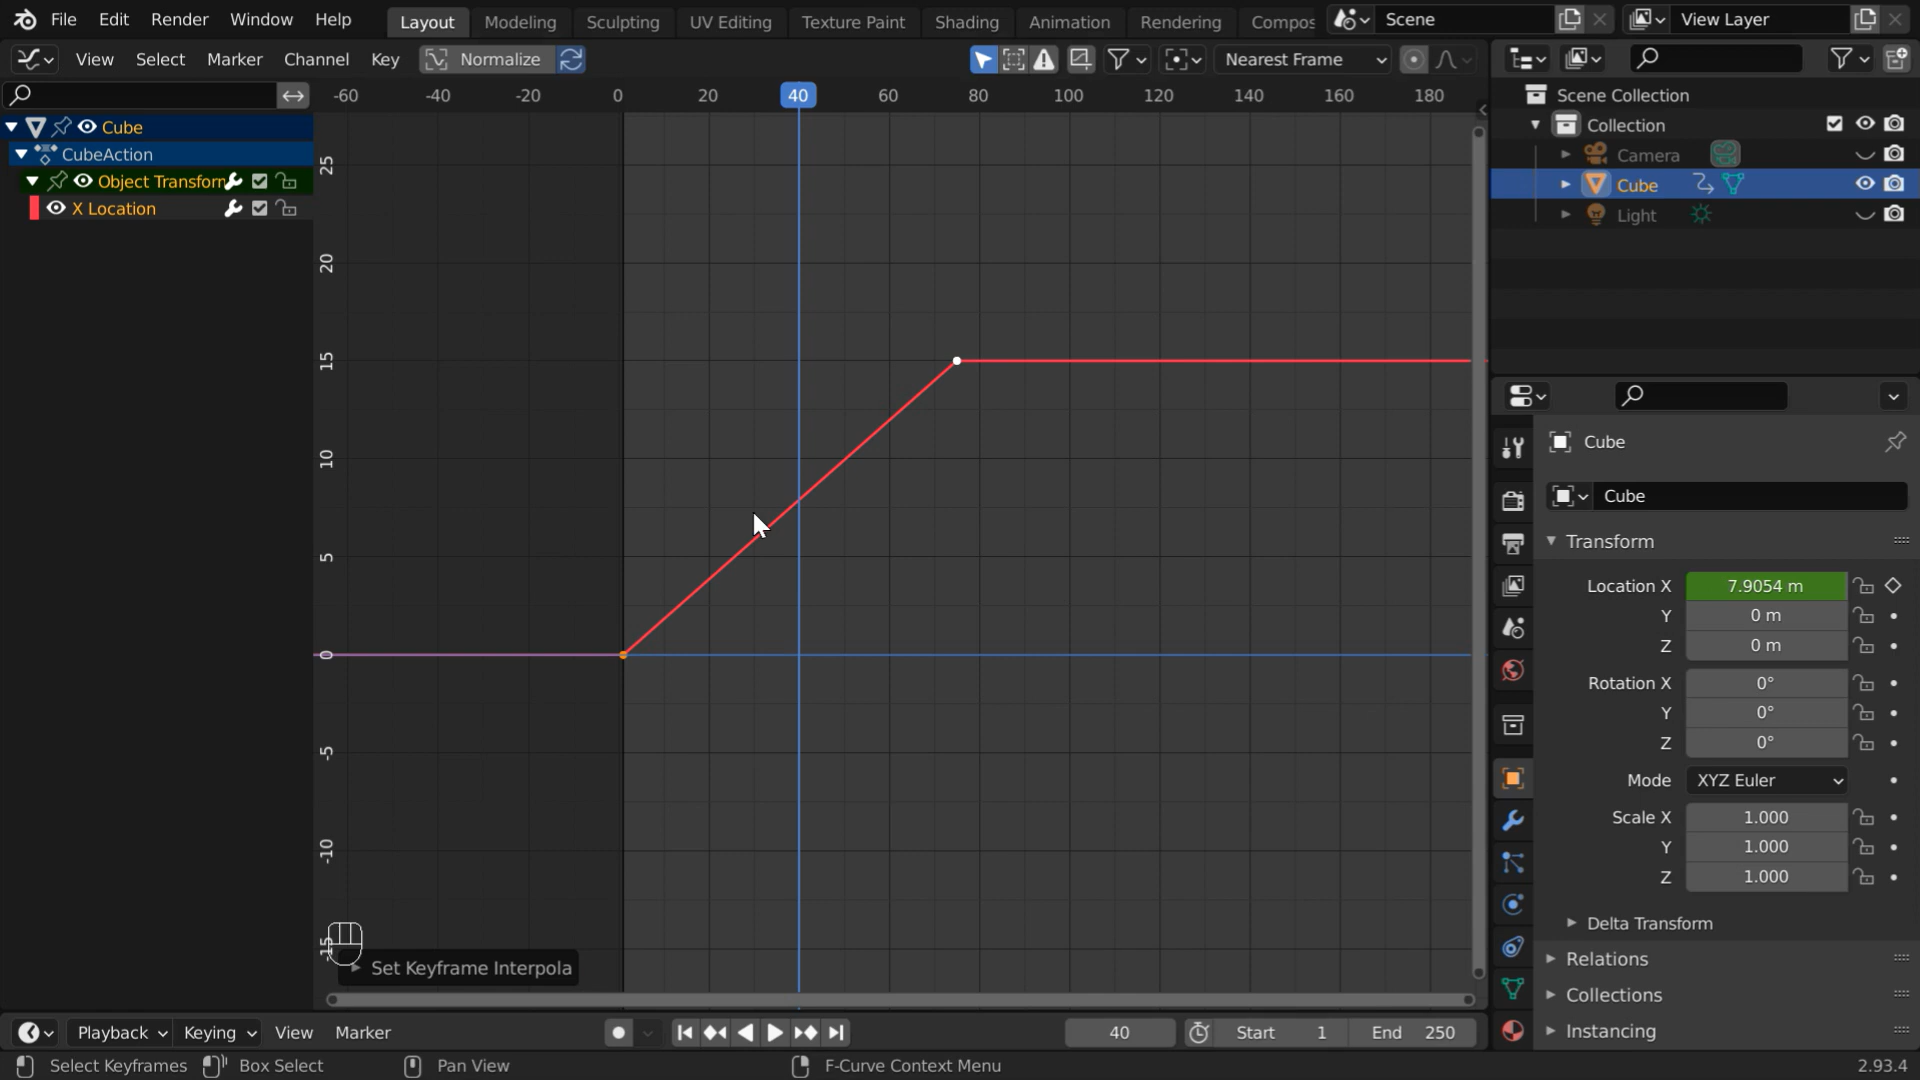 File Edit Render Window Help Layout Modeling Sculpting UV Editing Texture Paint Shading Animation Rendering Compos Scene View Layer
View Select Marker Channel Key Normalize Nearest Frame
-60 -40 -20 0 20 40 60 80 100 120 140 160 180
Cube
CubeAction
Object Transforn
X Location
25
20
15
10
5
0
-5
-10
-15
Set Keyframe Interpola
Scene Collection
Collection
Camera
Cube
Light
Cube
Cube
Transform
Location X 7.9054 m
Y 0 m
Z 0 m
Rotation X 0°
Y 0°
Z 0°
Mode XYZ Euler
Scale X 1.000
Y 1.000
Z 1.000
Delta Transform
Relations
Collections
Instancing
Playback Keying View Marker 40 Start 1 End 250
Select Keyframes Box Select Pan View F-Curve Context Menu 2.93.4